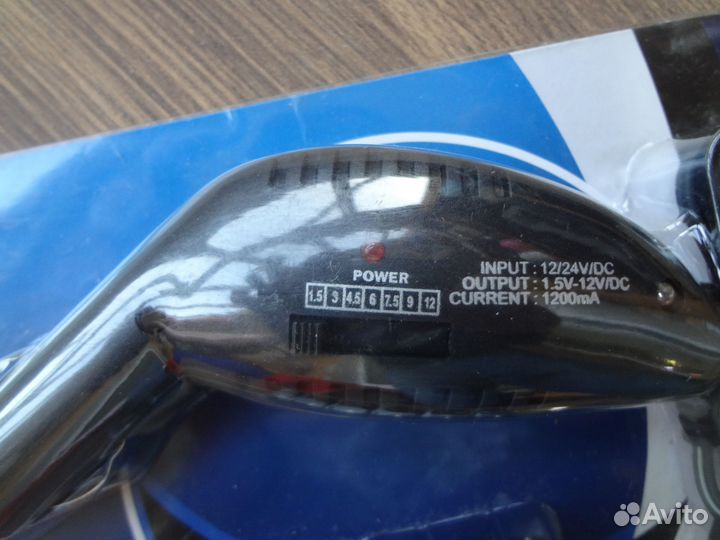 POWER
1.5 3 4.5 6 7.5 9 12
INPUT : 12/24V/DC
OUTPUT : 1.5V-12V/DC
CURRENT : 1200mA
Avito